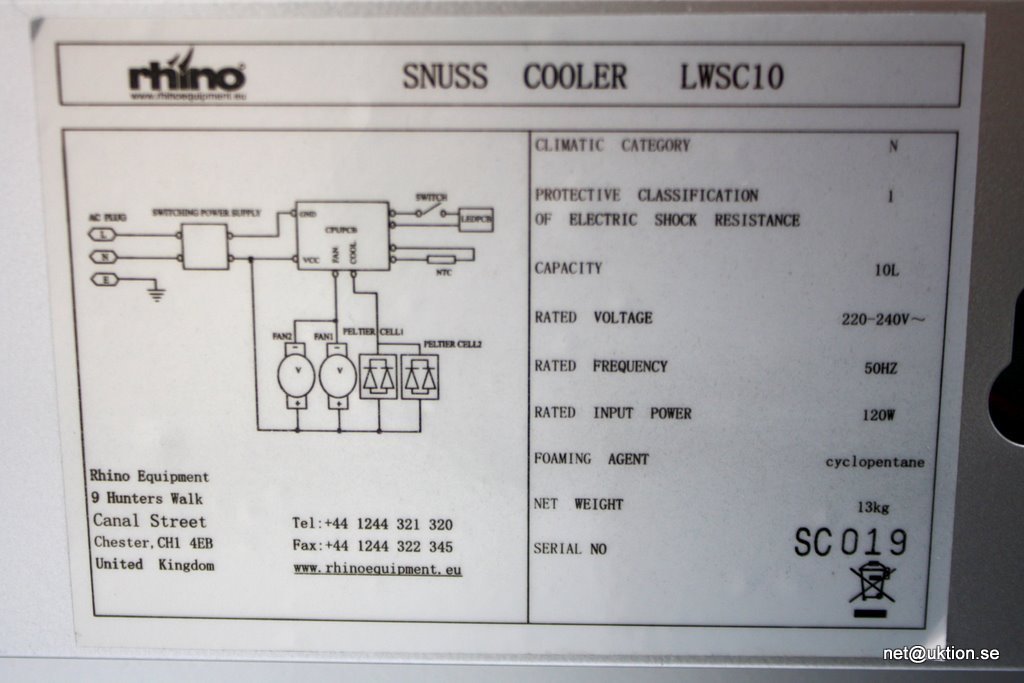 rhino
www.rhinoequipment.eu
SNUSS COOLER LWSC10
AC PLUG
SWITCHING POWER SUPPLY
L
N
E
GND
CPUPCB
VCC
FAN
COOL
SWITCH
LEDPCB
NTC
FAN2
FAN1
PELTIER CELL1
PELTIER CELL2
V
V
Rhino Equipment
9 Hunters Walk
Canal Street
Chester, CH1 4EB
United Kingdom
Tel:+44 1244 321 320
Fax:+44 1244 322 345
www.rhinoequipment.eu
CLIMATIC CATEGORY N
PROTECTIVE CLASSIFICATION 1
OF ELECTRIC SHOCK RESISTANCE
CAPACITY 10L
RATED VOLTAGE 220-240V~
RATED FREQUENCY 50HZ
RATED INPUT POWER 120W
FOAMING AGENT cyclopentane
NET WEIGHT 13kg
SERIAL NO SC019
net@uktion.se